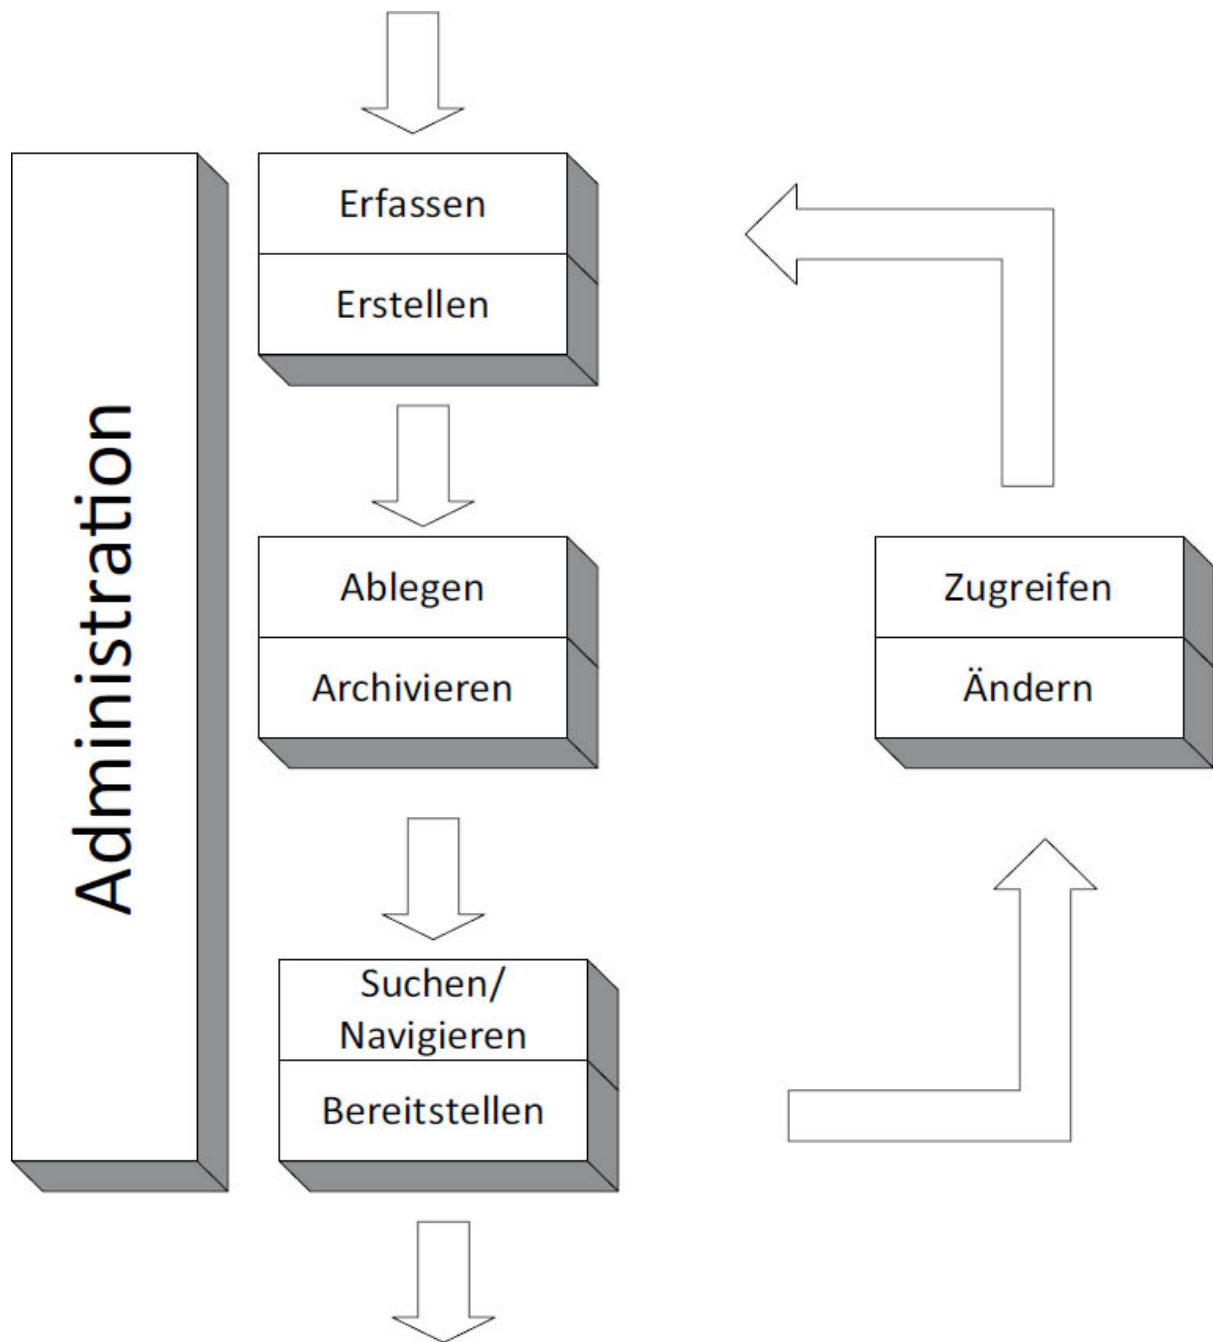 Administration
Erfassen
Erstellen
Ablegen
Archivieren
Suchen/
Navigieren
Bereitstellen
Zugreifen
Ändern